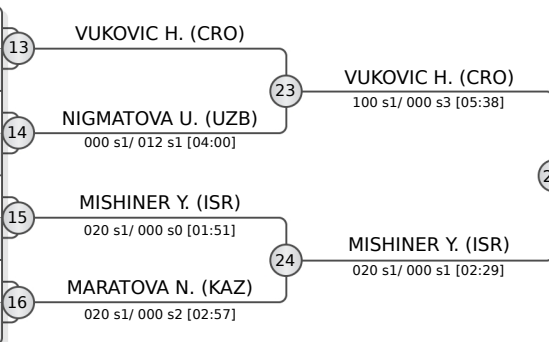 VUKOVIC H. (CRO)
13
23
VUKOVIC H. (CRO)
100 s1/ 000 s3 [05:38]
NIGMATOVA U. (UZB)
14
000 s1/ 012 s1 [04:00]
MISHINER Y. (ISR)
15
020 s1/ 000 s0 [01:51]
24
MISHINER Y. (ISR)
020 s1/ 000 s1 [02:29]
MARATOVA N. (KAZ)
16
020 s1/ 000 s2 [02:57]